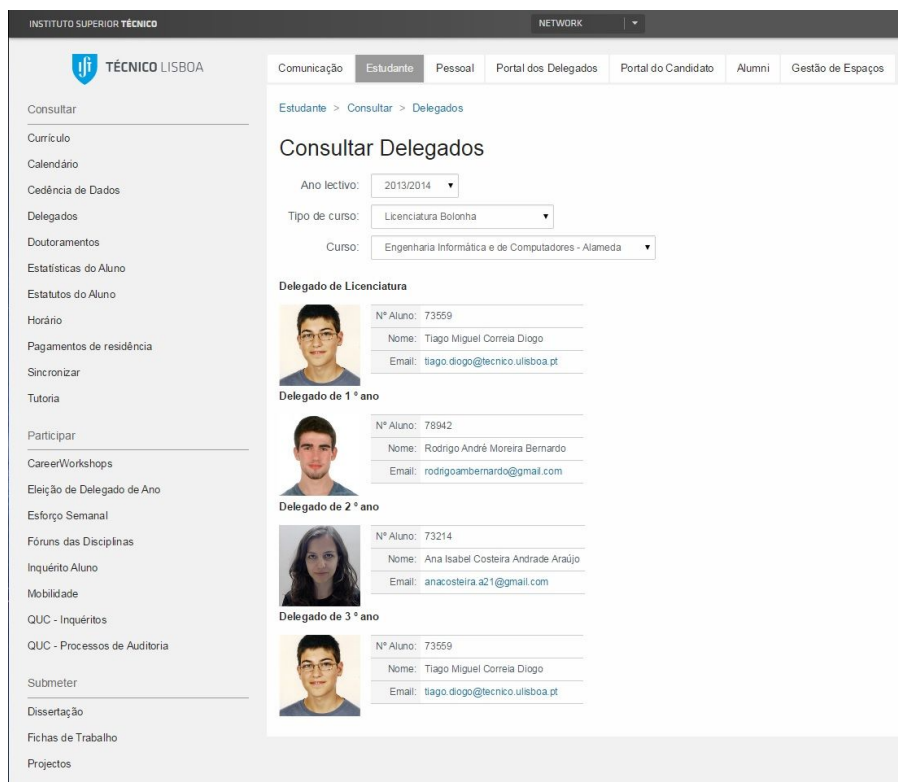 INSTITUTO SUPERIOR TÉCNICO
NETWORK
TÉCNICO LISBOA
Comunicação Estudante Pessoal Portal dos Delegados Portal do Candidato Alumni Gestão de Espaços
Consultar
Currículo
Calendário
Cedência de Dados
Delegados
Doutoramentos
Estatísticas do Aluno
Estatutos do Aluno
Horário
Pagamentos de residência
Sincronizar
Tutoria
Participar
CareerWorkshops
Eleição de Delegado de Ano
Esforço Semanal
Fóruns das Disciplinas
Inquérito Aluno
Mobilidade
QUC - Inquéritos
QUC - Processos de Auditoria
Submeter
Dissertação
Fichas de Trabalho
Projectos
Estudante > Consultar > Delegados
Consultar Delegados
Ano lectivo: 2013/2014
Tipo de curso: Licenciatura Bolonha
Curso: Engenharia Informática e de Computadores - Alameda
Delegado de Licenciatura
Nº Aluno: 73559
Nome: Tiago Miguel Correia Diogo
Email: tiago.diogo@tecnico.ulisboa.pt
Delegado de 1 º ano
Nº Aluno: 78942
Nome: Rodrigo André Moreira Bernardo
Email: rodrigoambernardo@gmail.com
Delegado de 2 º ano
Nº Aluno: 73214
Nome: Ana Isabel Costeira Andrade Araújo
Email: anacosteira.a21@gmail.com
Delegado de 3 º ano
Nº Aluno: 73559
Nome: Tiago Miguel Correia Diogo
Email: tiago.diogo@tecnico.ulisboa.pt